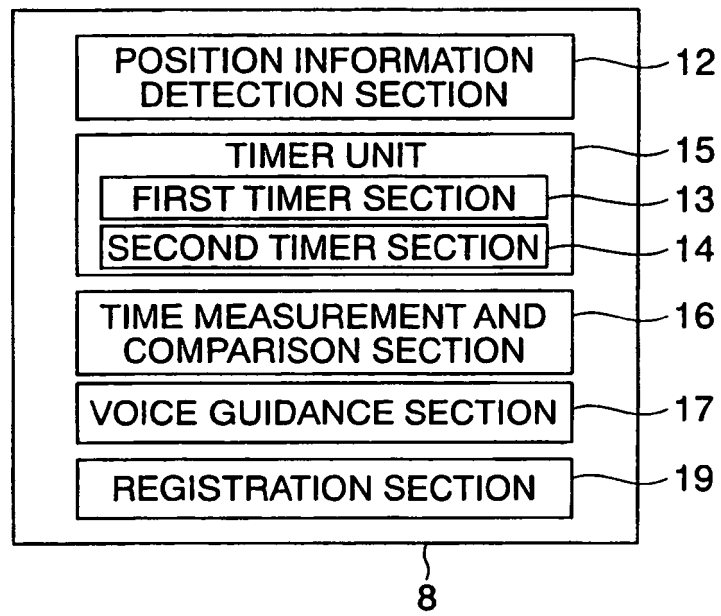 POSITION INFORMATION
DETECTION SECTION
12
TIMER UNIT
15
FIRST TIMER SECTION
13
SECOND TIMER SECTION
14
TIME MEASUREMENT AND
COMPARISON SECTION
16
VOICE GUIDANCE SECTION
17
REGISTRATION SECTION
19
8